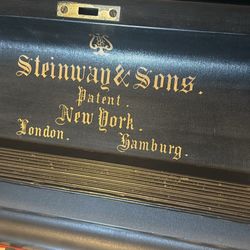 Steinway & Sons.
Patent.
New York.
London. Hamburg.